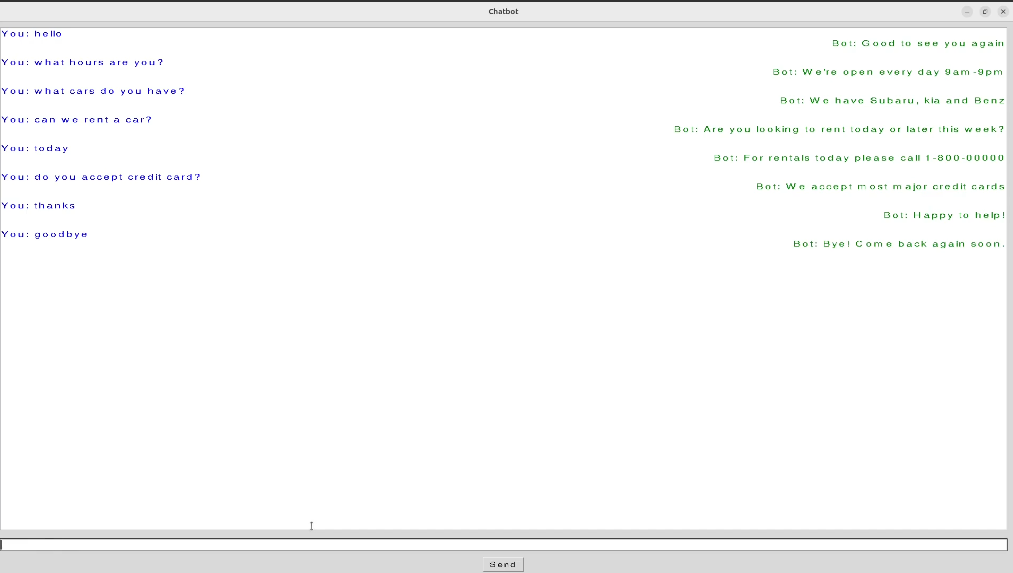 Chatbot
You: hello
Bot: Good to see you again
You: what hours are you?
Bot: We're open every day 9am-9pm
You: what cars do you have?
Bot: We have Subaru, kia and Benz
You: can we rent a car?
Bot: Are you looking to rent today or later this week?
You: today
Bot: For rentals today please call 1-800-00000
You: do you accept credit card?
Bot: We accept most major credit cards
You: thanks
Bot: Happy to help!
You: goodbye
Bot: Bye! Come back again soon.
Send